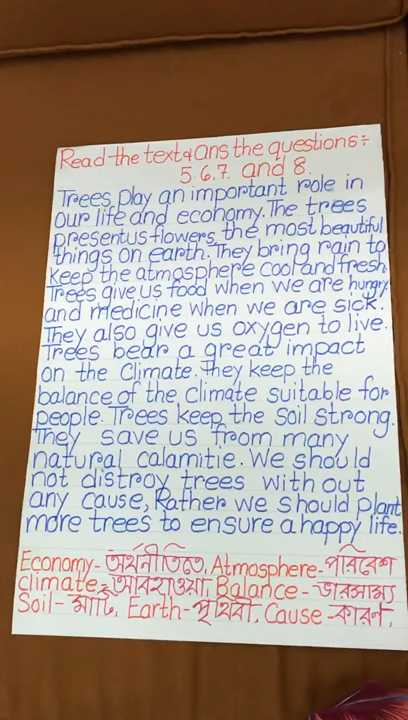 Read the text & ans the questions÷
5. 6. 7. and 8.
Trees play an important role in
our life and economy. The trees
present us flowers, the most beautiful
things on earth. They bring rain to
keep the atmosphere cool and fresh.
Trees give us food when we are hungry
and medicine when we are sick.
They also give us oxygen to live.
Trees bear a great impact
on the Climate. They keep the
balance of the climate suitable for
people. Trees keep the soil strong.
They save us from many
natural calamitie. We should
not distroy trees with out
any cause, Rather we should plant
more trees to ensure a happy life.
Economy- অর্থনীতিতে, Atmosphere-পরিবেশ
climate-আবহাওয়া, Balance - ভারসাম্য
Soil- মাটি, Earth-পৃথিবী, Cause -কারণ,